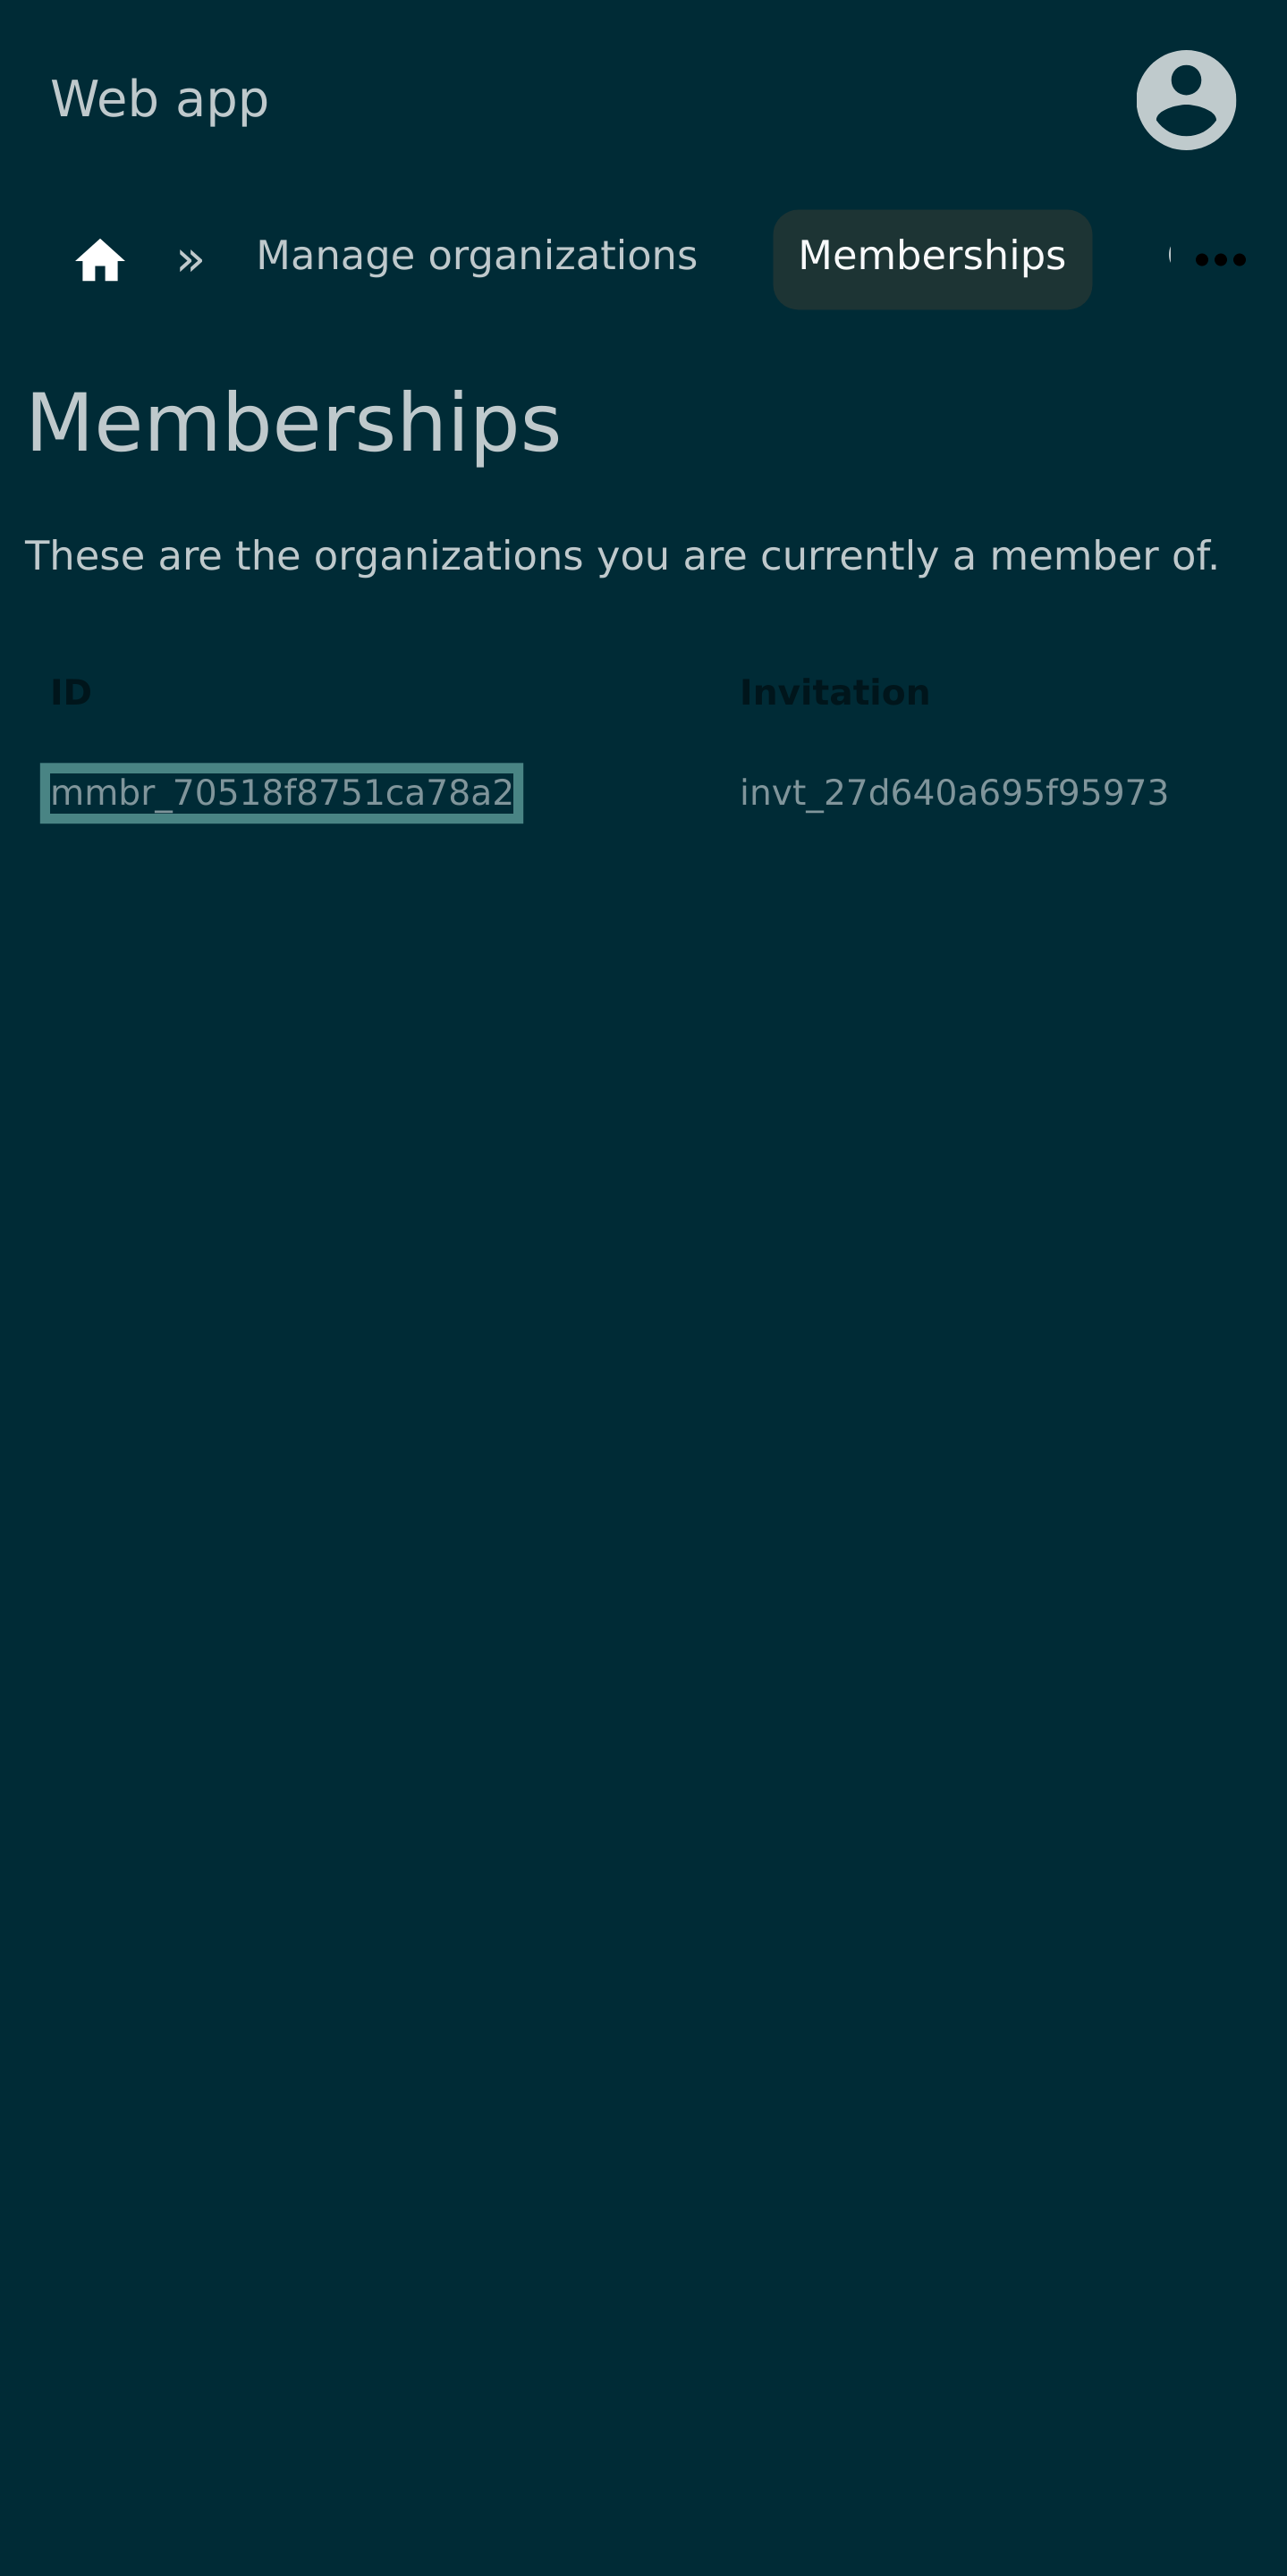 Web app
» Manage organizations Memberships
Memberships
These are the organizations you are currently a member of.
ID Invitation
mmbr_70518f8751ca78a2 invt_27d640a695f95973